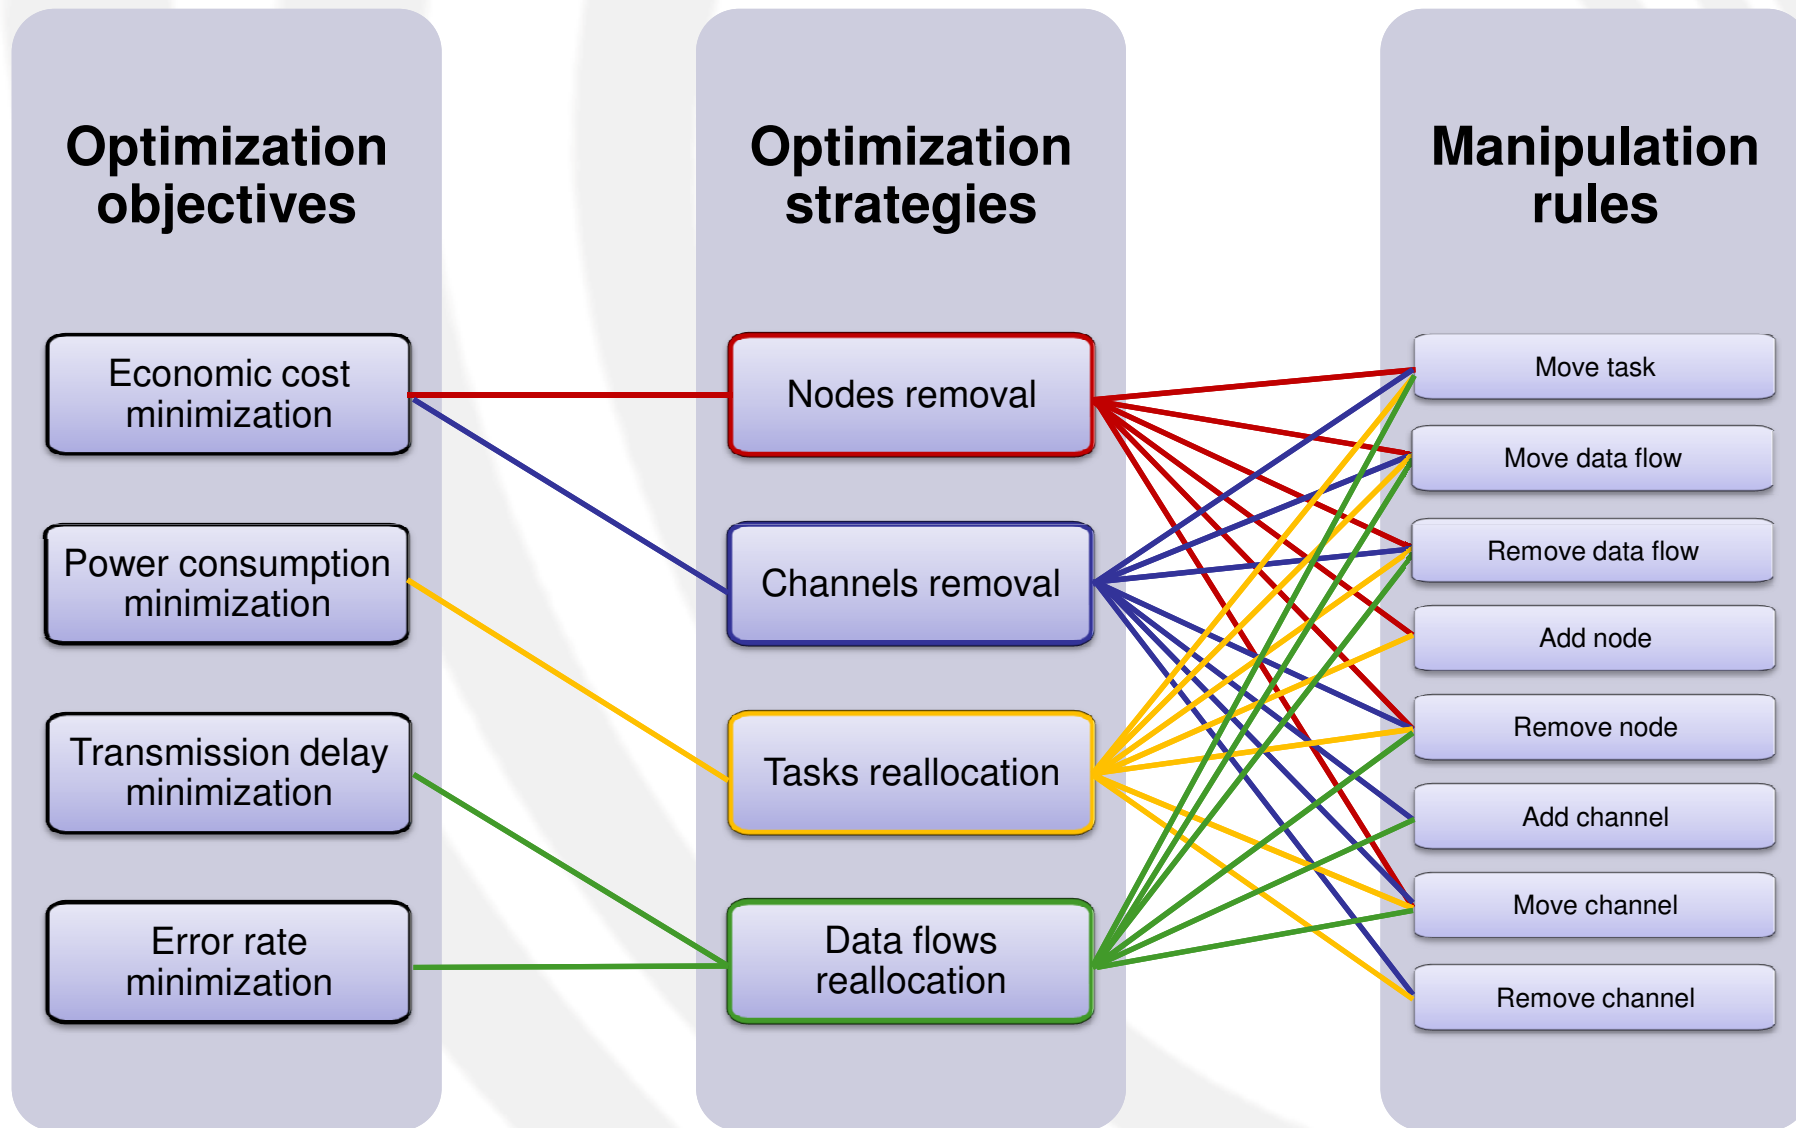 Optimization
objectives
Economic cost
minimization
Power consumption
minimization
Transmission delay
minimization
Error rate
minimization
Optimization
strategies
Nodes removal
Channels removal
Tasks reallocation
Data flows
reallocation
Manipulation
rules
Move task
Move data flow
Remove data flow
Add node
Remove node
Add channel
Move channel
Remove channel